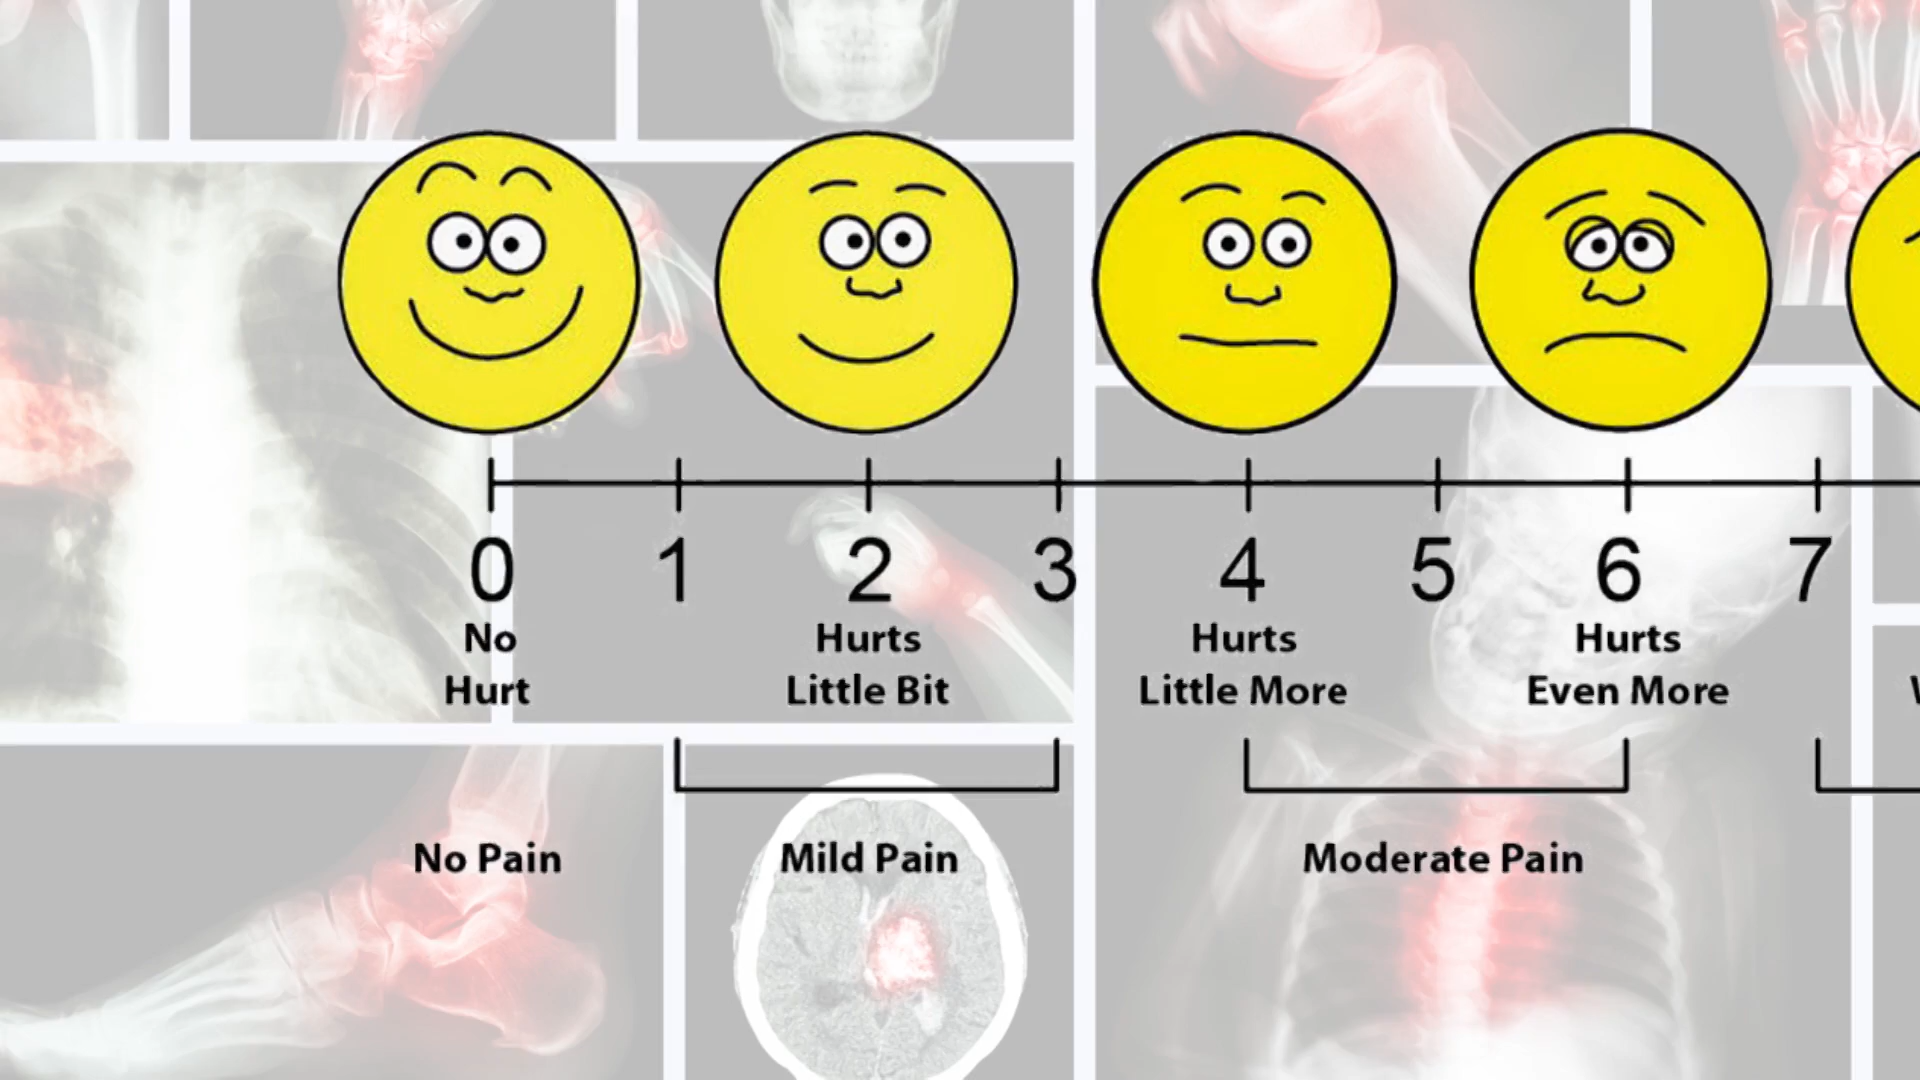 0 1 2 3 4 5 6 7
No
Hurt
Hurts
Little Bit
Hurts
Little More
Hurts
Even More
No Pain
Mild Pain
Moderate Pain